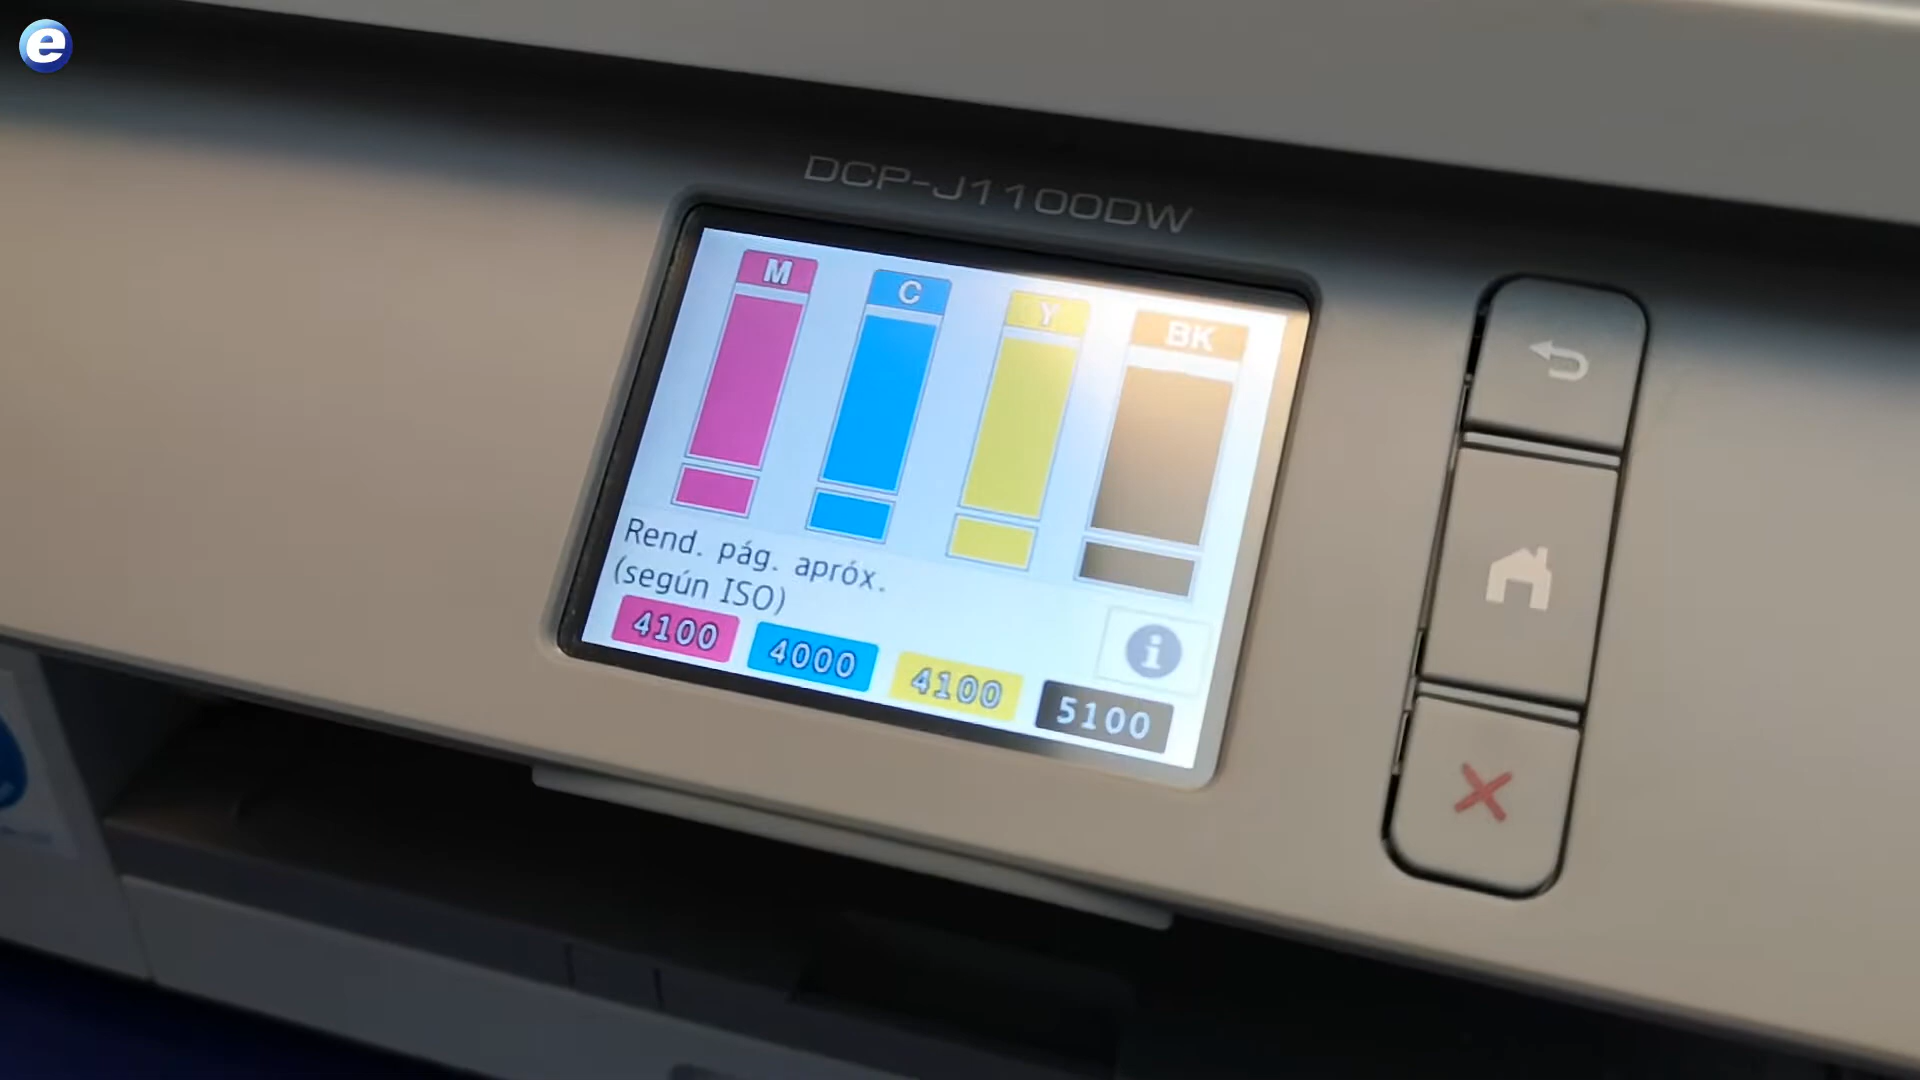 e
DCP-J1100DW
M C Y BK
Rend. pág. apróx.
(según ISO)
4100 4000 4100 5100
i